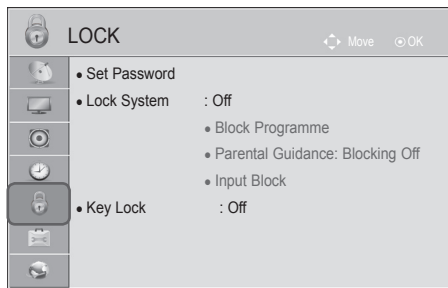 LOCK Move OK
• Set Password
• Lock System : Off
• Block Programme
• Parental Guidance: Blocking Off
• Input Block
• Key Lock : Off